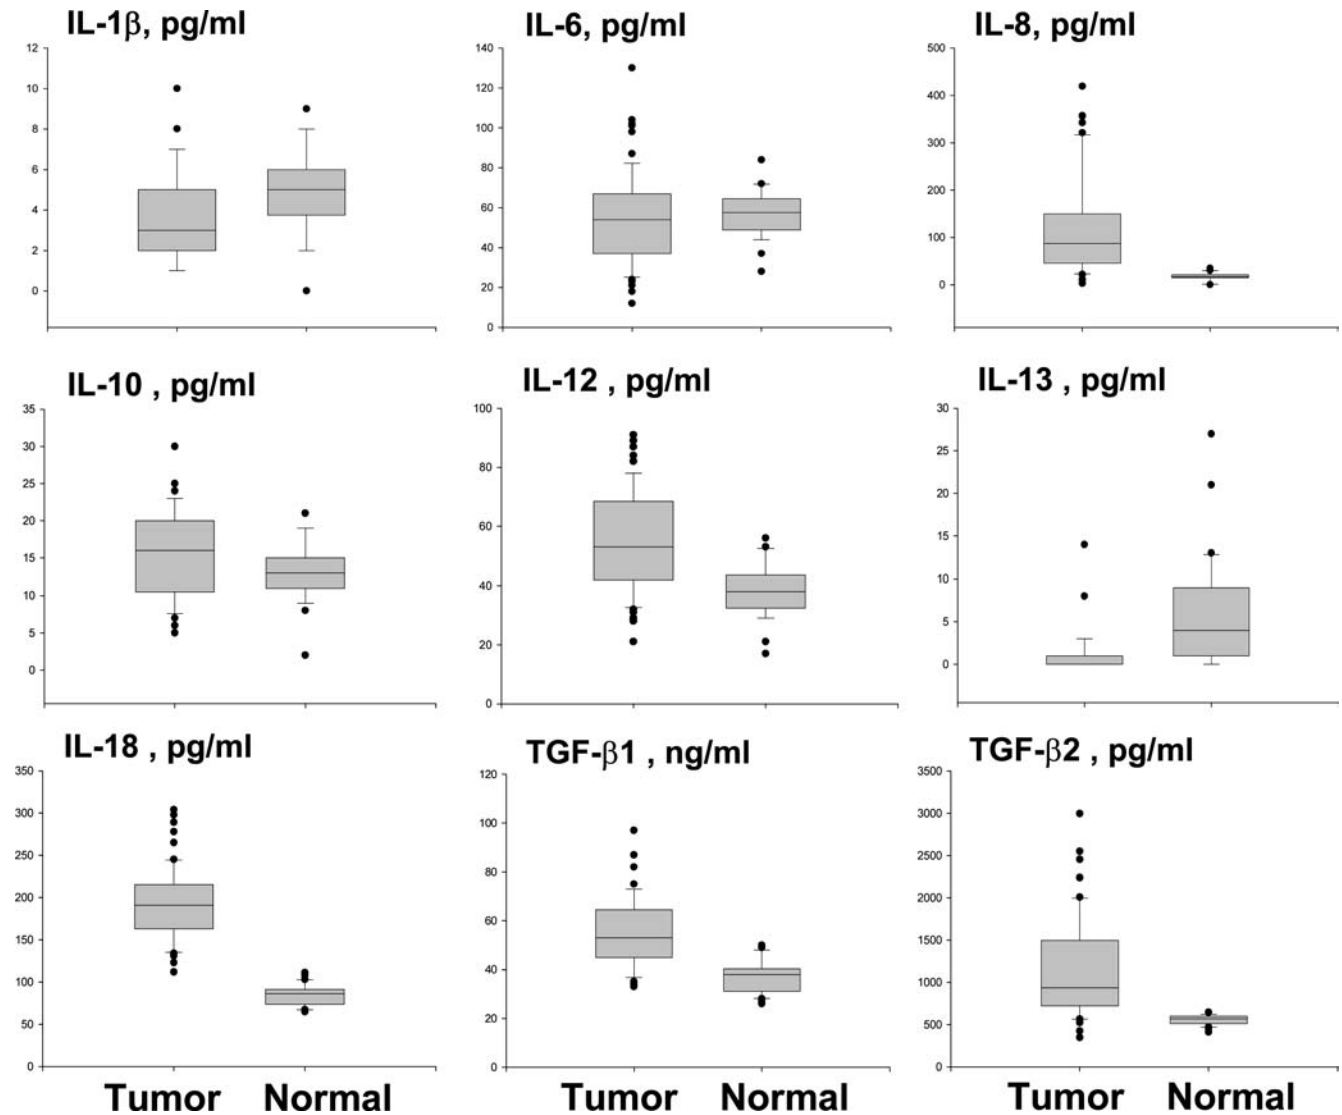 IL-1β, pg/ml IL-6, pg/ml IL-8, pg/ml
12 140 500
10 120 400
8 100 300
6 80 200
4 60 100
2 40 0
0 20
0
IL-10 , pg/ml IL-12 , pg/ml IL-13 , pg/ml
35 100 30
30 80 25
25 60 20
20 40 15
15 20 10
10 0 5
5 0
0
IL-18 , pg/ml TGF-β1 , ng/ml TGF-β2 , pg/ml
350 120 3500
300 100 3000
250 80 2500
200 60 2000
150 40 1500
100 20 1000
50 0 500
0 0
Tumor Normal Tumor Normal Tumor Normal